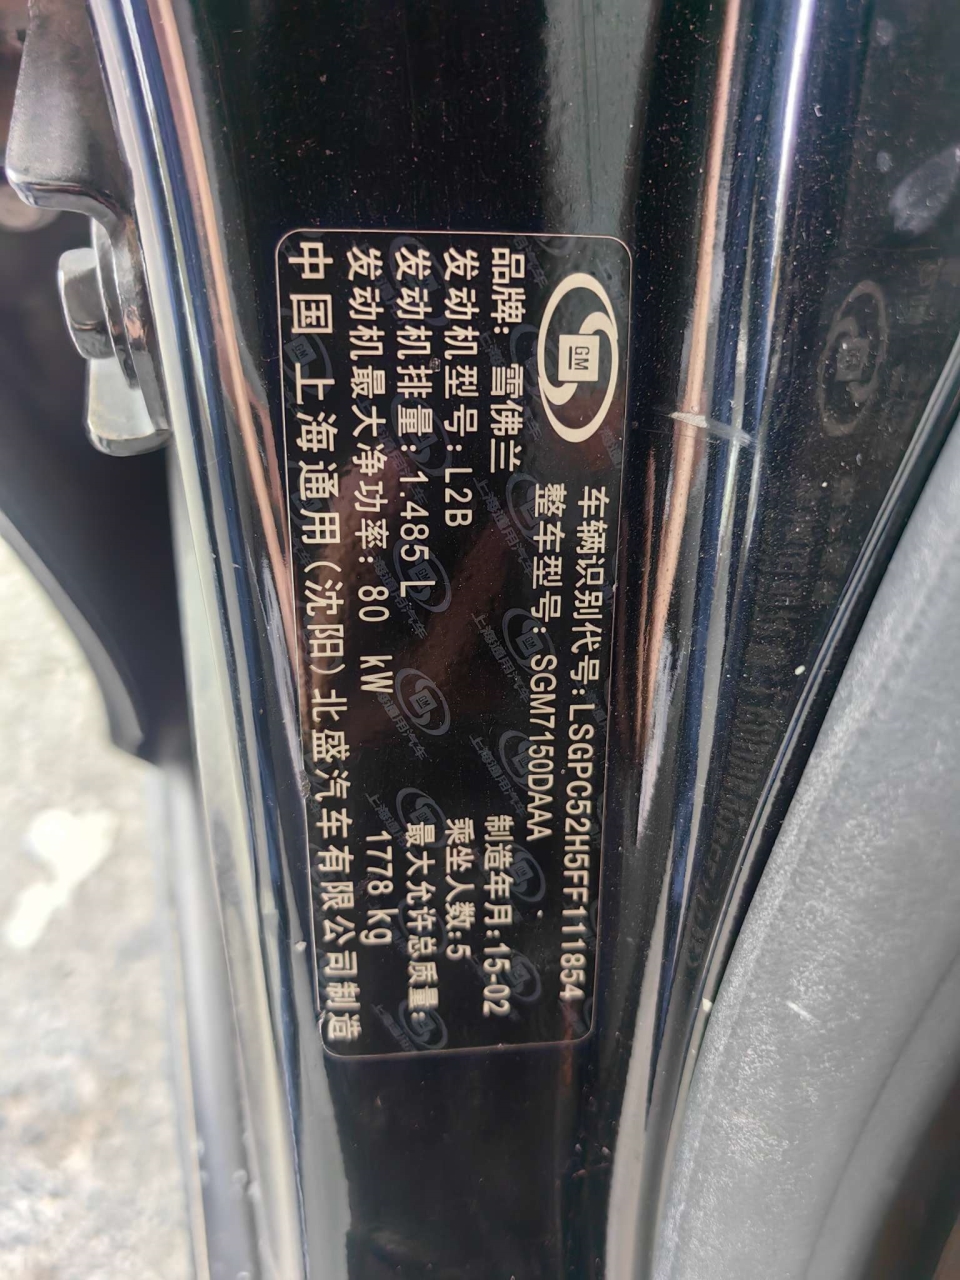 GM
车辆识别代号:LSGPC52H5FF111854
整车型号:SGM7150DAAA
品牌:雪佛兰
制造年月:15-02
发动机型号:L2B
乘坐人数:5
发动机排量:1.485L
最大允许总质量:
发动机最大净功率:80 kW
1778kg
中国上海通用(沈阳)北盛汽车有限公司制造